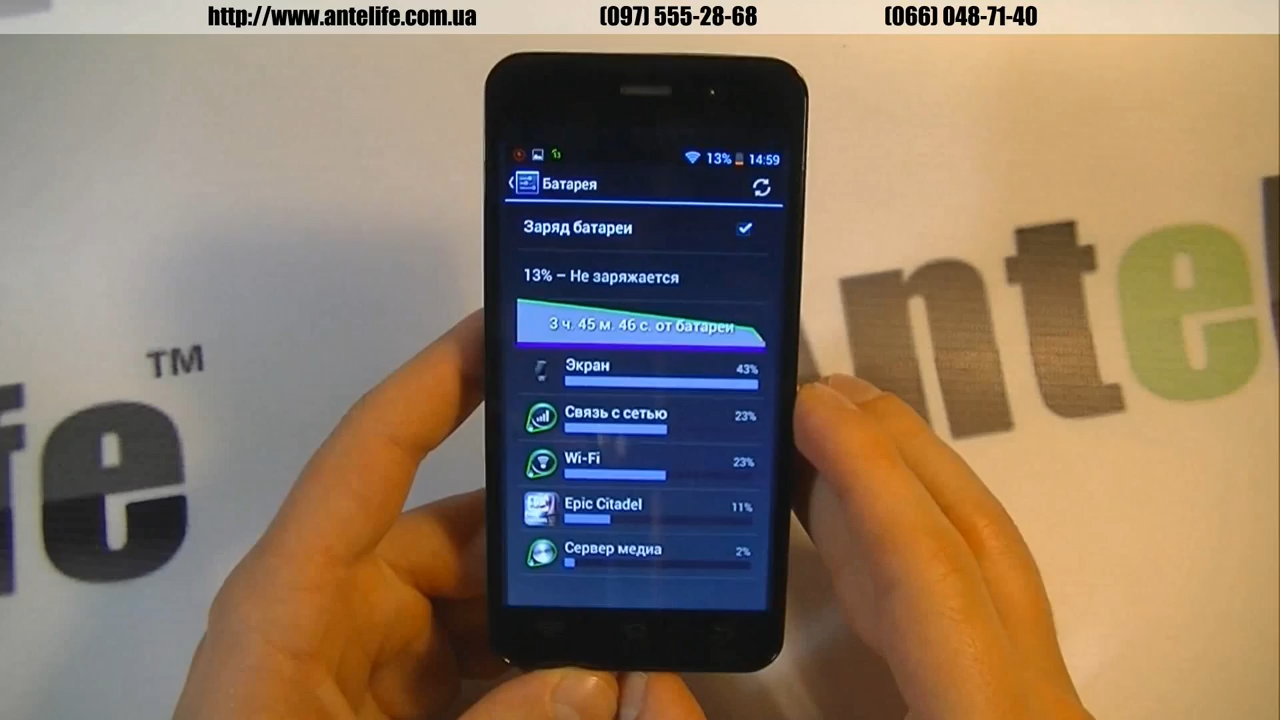 http://www.antelife.com.ua (097) 555-28-68 (066) 048-71-40
13% 14:59
Батарея
Заряд батареи
13% – Не заряжается
3 ч. 45 м. 46 с. от батареи
Экран 43%
Связь с сетью 23%
Wi-Fi 23%
Epic Citadel 11%
Сервер медиа 2%
fe TM
Antel